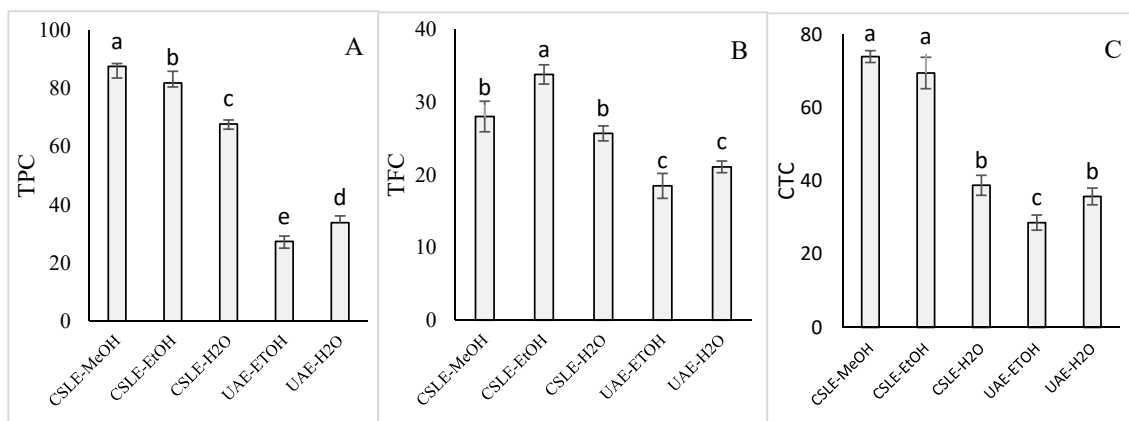 A
TPC
100
80
60
40
20
0
a
b
c
e
d
CSLE-MeOH
CSLE-EtOH
CSLE-H2O
UAE-ETOH
UAE-H2O
B
TFC
40
30
20
10
0
b
a
b
c
c
CSLE-MeOH
CSLE-EtOH
CSLE-H2O
UAE-ETOH
UAE-H2O
C
CTC
80
60
40
20
0
a
a
b
c
b
CSLE-MeOH
CSLE-EtOH
CSLE-H2O
UAE-ETOH
UAE-H2O